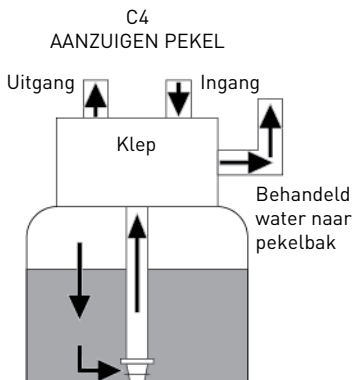 C4
AANZUIGEN PEKEL
Uitgang
Ingang
Klep
Behandeld
water naar
pekelbak